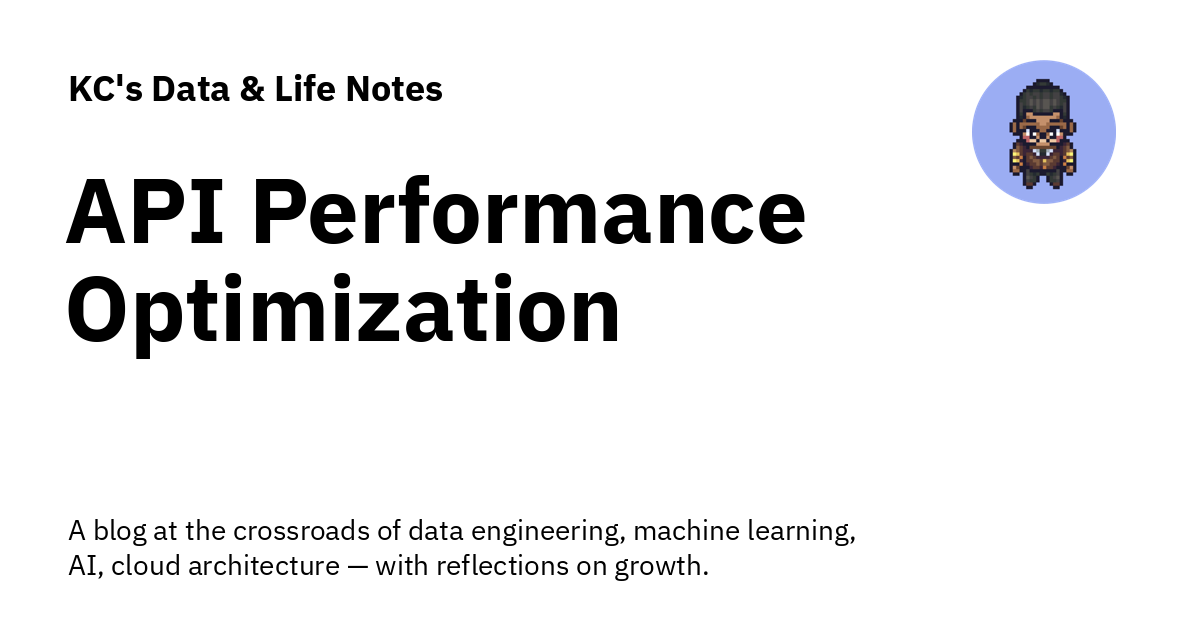 KC's Data & Life Notes
API Performance
Optimization
A blog at the crossroads of data engineering, machine learning,
AI, cloud architecture — with reflections on growth.